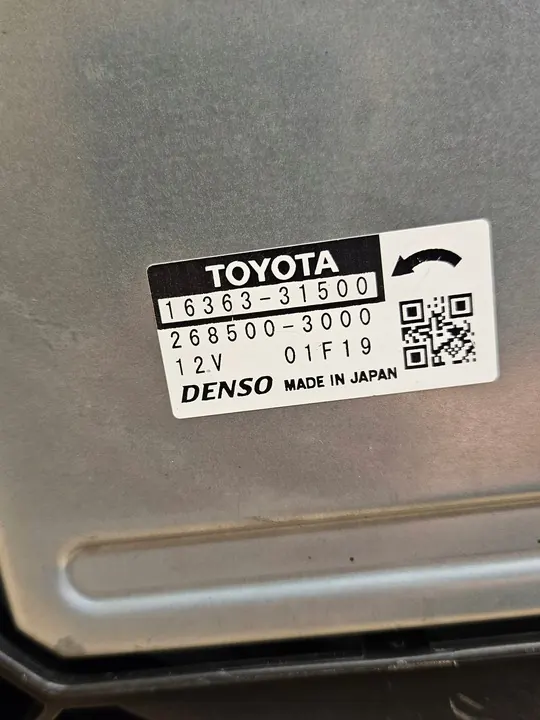 TOYOTA
16363-31500
268500-3000
12V 01F19
DENSO MADE IN JAPAN